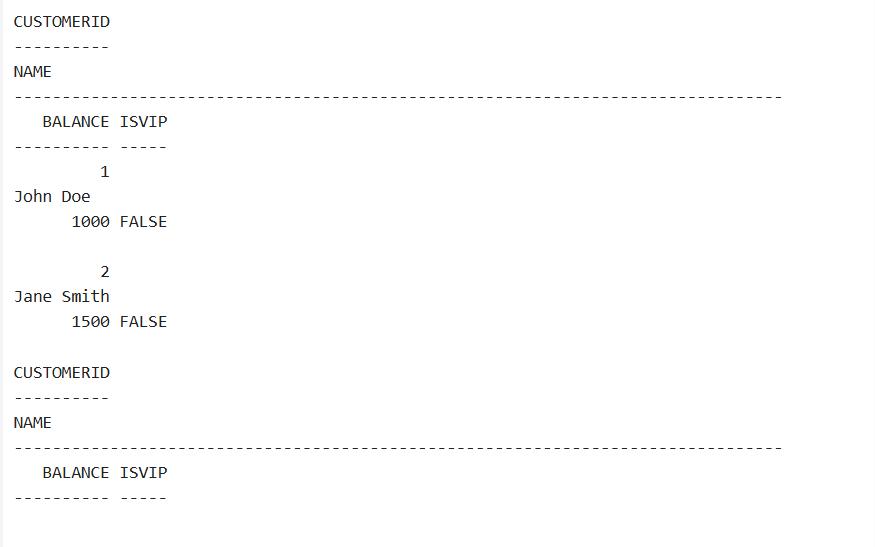 CUSTOMERID
----------
NAME
--------------------------------------------------------------------------------
   BALANCE ISVIP
---------- -----
         1
John Doe
      1000 FALSE

         2
Jane Smith
      1500 FALSE

CUSTOMERID
----------
NAME
--------------------------------------------------------------------------------
   BALANCE ISVIP
---------- -----